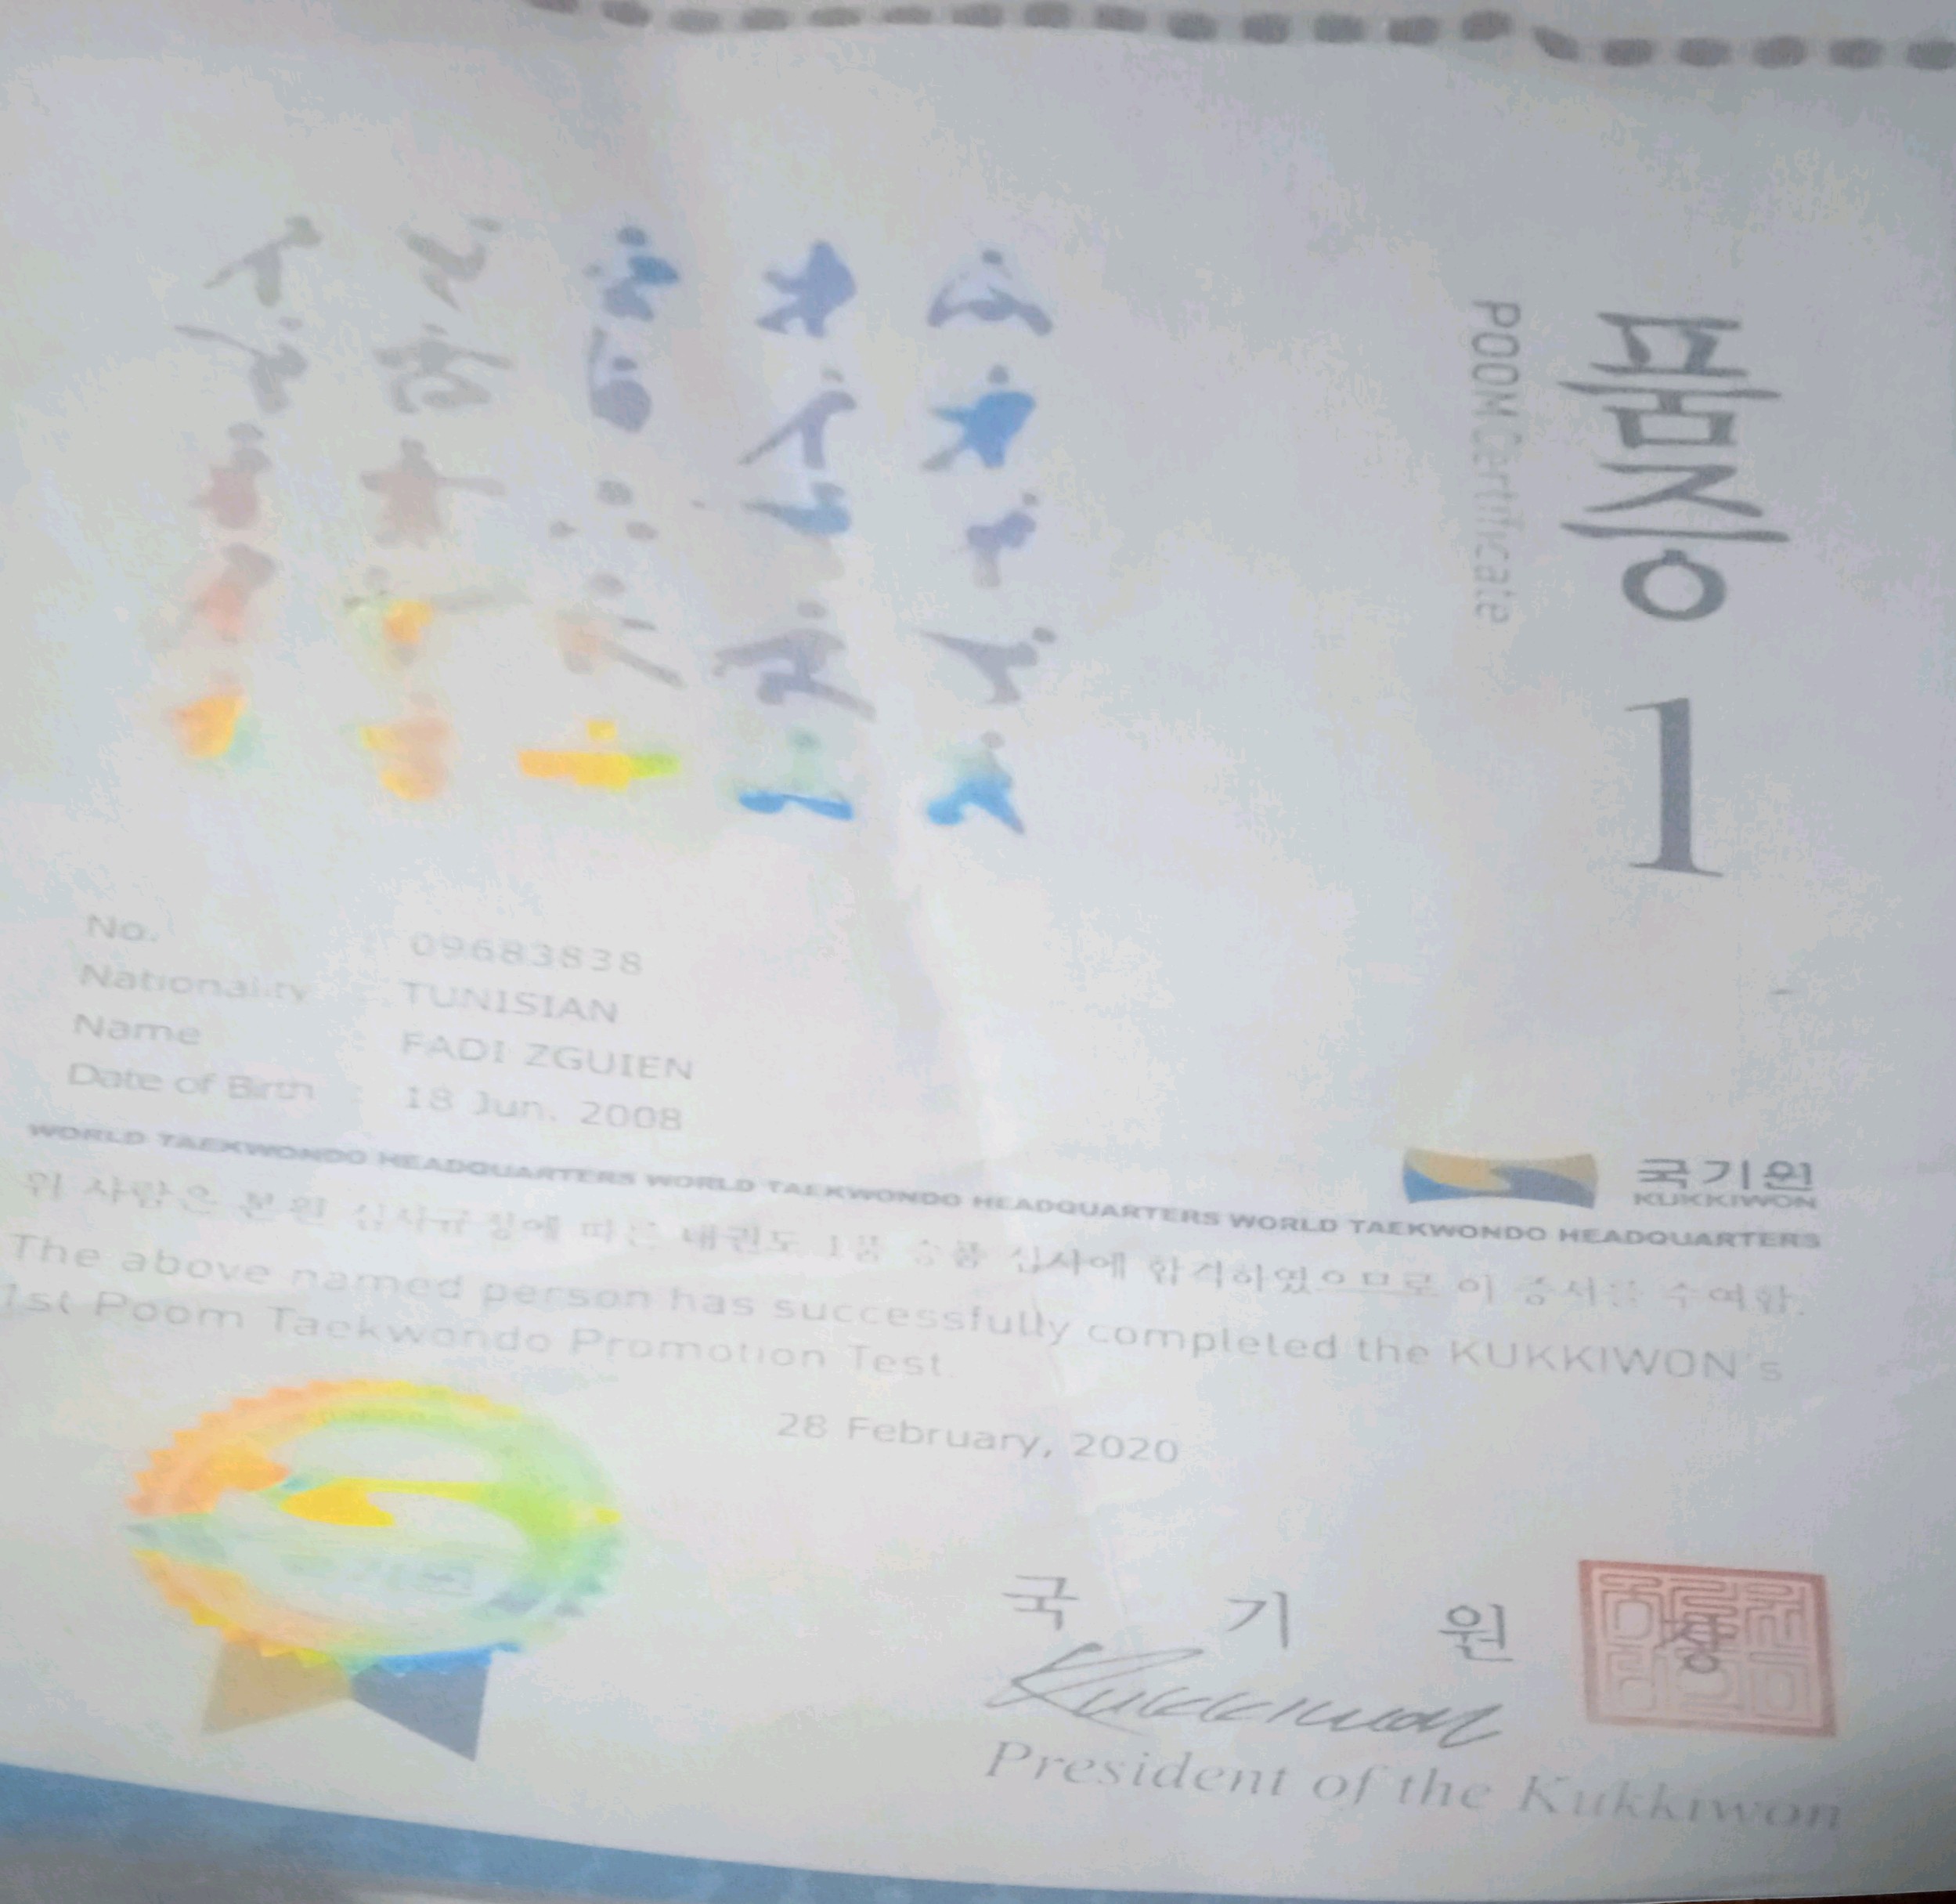 품증 1
POOM Certificate
No. 09683838
Nationality : TUNISIAN
Name : FADI ZGUIEN
Date of Birth : 18 Jun. 2008
국기원
KUKKIWON
WORLD TAEKWONDO HEADQUARTERS WORLD TAEKWONDO HEADQUARTERS WORLD TAEKWONDO HEADQUARTERS
위 사람은 본원 심사규정에 따른 태권도 1품 승품 심사에 합격하였으므로 이 증서를 수여함.
The above named person has successfully completed the KUKKIWON's
1st Poom Taekwondo Promotion Test.
28 February, 2020
국기원
국 기 원
Kukkiwon
President of the Kukkiwon